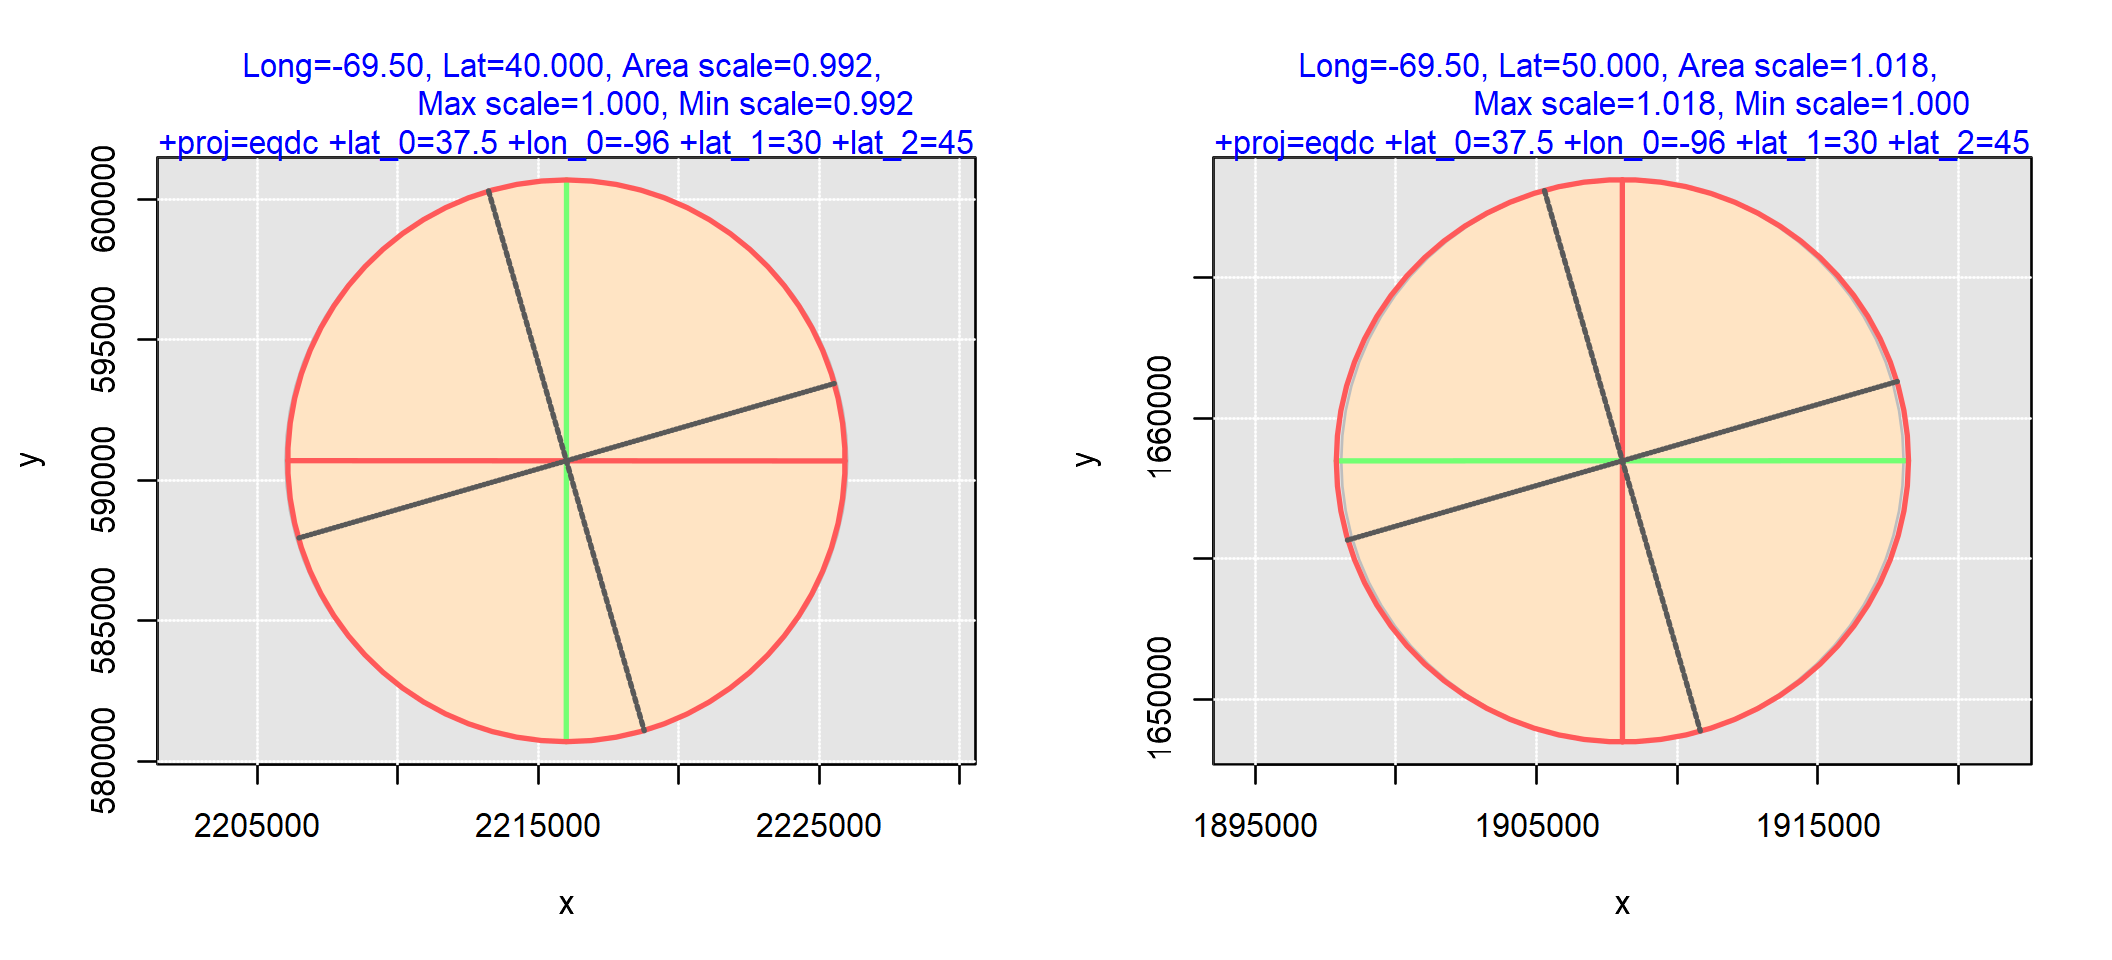 Long=-69.50, Lat=40.000, Area scale=0.992,
Max scale=1.000, Min scale=0.992
+proj=eqdc +lat_0=37.5 +lon_0=-96 +lat_1=30 +lat_2=45
y
600000
595000
590000
585000
580000
2205000
2215000
2225000
x
Long=-69.50, Lat=50.000, Area scale=1.018,
Max scale=1.018, Min scale=1.000
+proj=eqdc +lat_0=37.5 +lon_0=-96 +lat_1=30 +lat_2=45
y
1660000
1650000
1895000
1905000
1915000
x